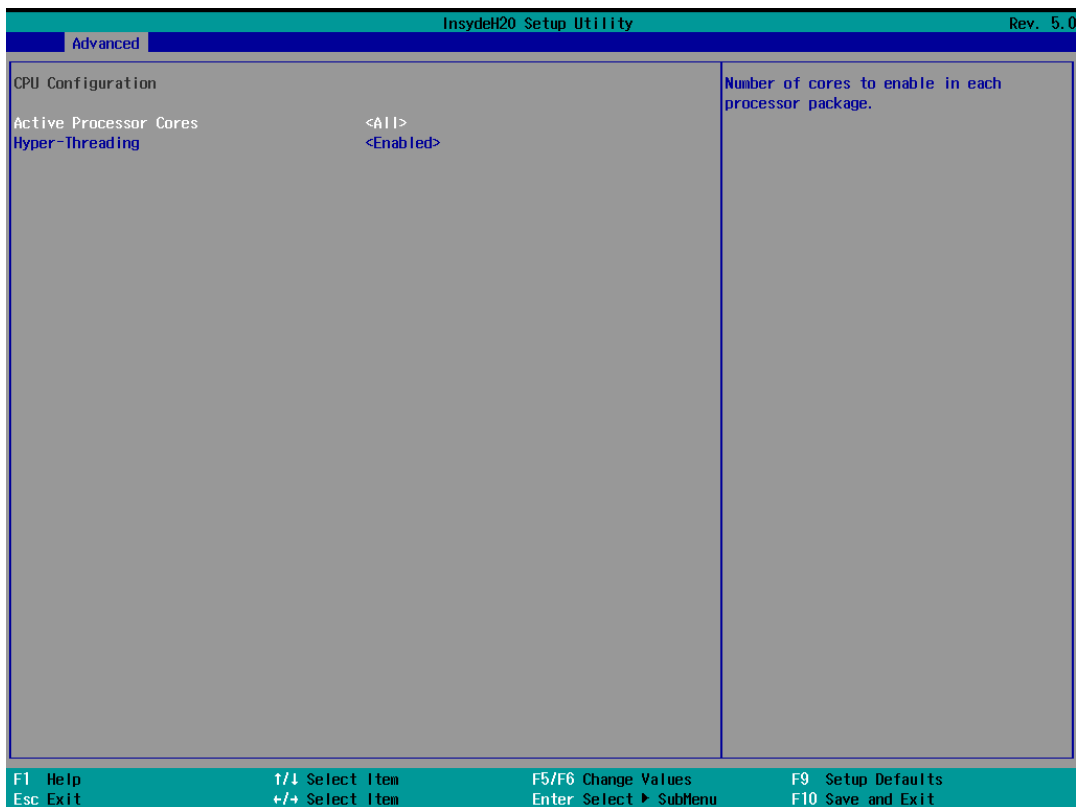 InsydeH20 Setup Utility Rev. 5.0
Advanced
CPU Configuration
Active Processor Cores <All>
Hyper-Threading <Enabled>
Number of cores to enable in each
processor package.
F1 Help ↑/↓ Select Item F5/F6 Change Values F9 Setup Defaults
Esc Exit ←/→ Select Item Enter Select ▶ SubMenu F10 Save and Exit